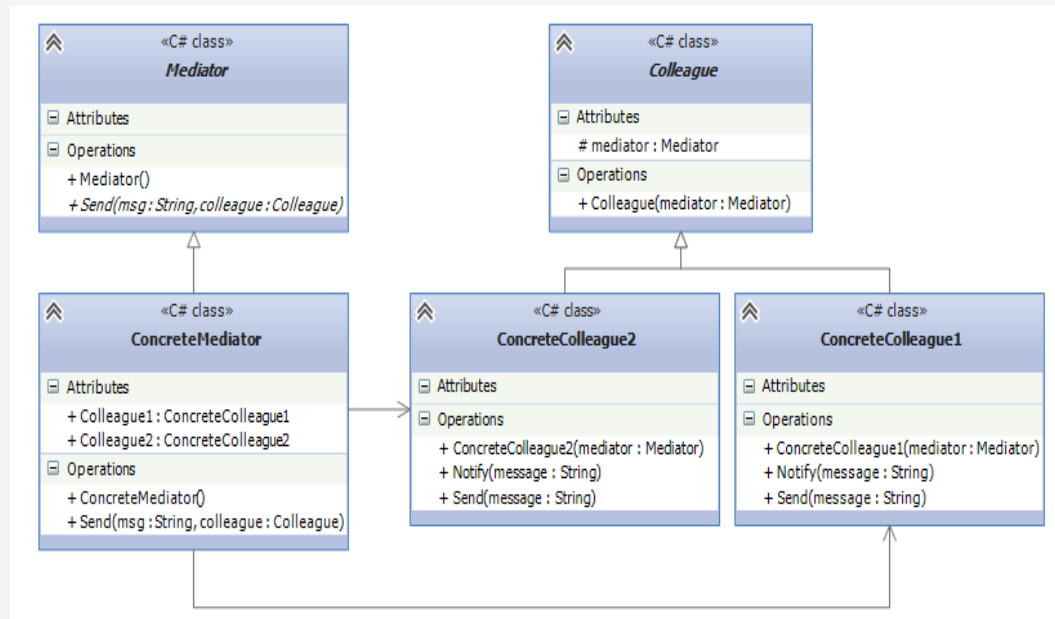 «C# class»
Mediator
Attributes
Operations
+ Mediator()
+ Send(msg : String, colleague : Colleague)
«C# class»
Colleague
Attributes
# mediator : Mediator
Operations
+ Colleague(mediator : Mediator)
«C# class»
ConcreteMediator
Attributes
+ Colleague1 : ConcreteColleague1
+ Colleague2 : ConcreteColleague2
Operations
+ ConcreteMediator()
+ Send(msg : String, colleague : Colleague)
«C# class»
ConcreteColleague2
Attributes
Operations
+ ConcreteColleague2(mediator : Mediator)
+ Notify(message : String)
+ Send(message : String)
«C# class»
ConcreteColleague1
Attributes
Operations
+ ConcreteColleague1(mediator : Mediator)
+ Notify(message : String)
+ Send(message : String)